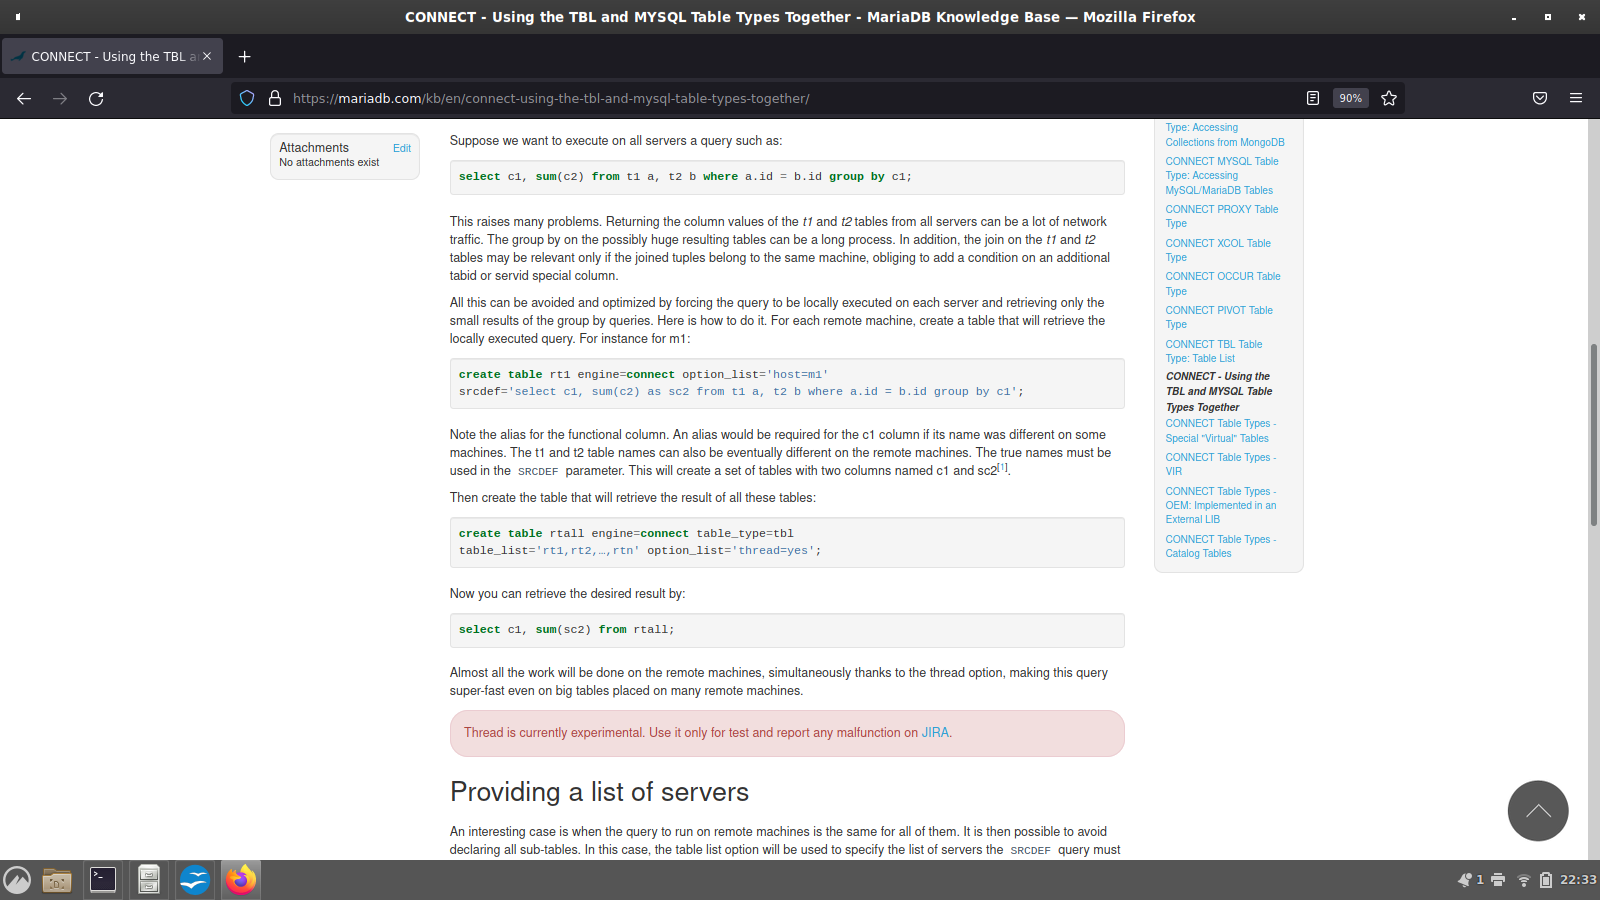 CONNECT - Using the TBL and MYSQL Table Types Together - MariaDB Knowledge Base — Mozilla Firefox
CONNECT - Using the TBL a
https://mariadb.com/kb/en/connect-using-the-tbl-and-mysql-table-types-together/
90%
Attachments
Edit
No attachments exist
Suppose we want to execute on all servers a query such as:
select c1, sum(c2) from t1 a, t2 b where a.id = b.id group by c1;
This raises many problems. Returning the column values of the t1 and t2 tables from all servers can be a lot of network
traffic. The group by on the possibly huge resulting tables can be a long process. In addition, the join on the t1 and t2
tables may be relevant only if the joined tuples belong to the same machine, obliging to add a condition on an additional
tabid or servid special column.
All this can be avoided and optimized by forcing the query to be locally executed on each server and retrieving only the
small results of the group by queries. Here is how to do it. For each remote machine, create a table that will retrieve the
locally executed query. For instance for m1:
create table rt1 engine=connect option_list='host=m1'
srcdef='select c1, sum(c2) as sc2 from t1 a, t2 b where a.id = b.id group by c1';
Note the alias for the functional column. An alias would be required for the c1 column if its name was different on some
machines. The t1 and t2 table names can also be eventually different on the remote machines. The true names must be
used in the SRCDEF parameter. This will create a set of tables with two columns named c1 and sc2[1].
Then create the table that will retrieve the result of all these tables:
create table rtall engine=connect table_type=tbl
table_list='rt1,rt2,…,rtn' option_list='thread=yes';
Now you can retrieve the desired result by:
select c1, sum(sc2) from rtall;
Almost all the work will be done on the remote machines, simultaneously thanks to the thread option, making this query
super-fast even on big tables placed on many remote machines.
Thread is currently experimental. Use it only for test and report any malfunction on JIRA.
Providing a list of servers
An interesting case is when the query to run on remote machines is the same for all of them. It is then possible to avoid
declaring all sub-tables. In this case, the table list option will be used to specify the list of servers the SRCDEF query must
Type: Accessing
Collections from MongoDB
CONNECT MYSQL Table
Type: Accessing
MySQL/MariaDB Tables
CONNECT PROXY Table
Type
CONNECT XCOL Table
Type
CONNECT OCCUR Table
Type
CONNECT PIVOT Table
Type
CONNECT TBL Table
Type: Table List
CONNECT - Using the
TBL and MYSQL Table
Types Together
CONNECT Table Types -
Special "Virtual" Tables
CONNECT Table Types -
VIR
CONNECT Table Types -
OEM: Implemented in an
External LIB
CONNECT Table Types -
Catalog Tables
1
22:33